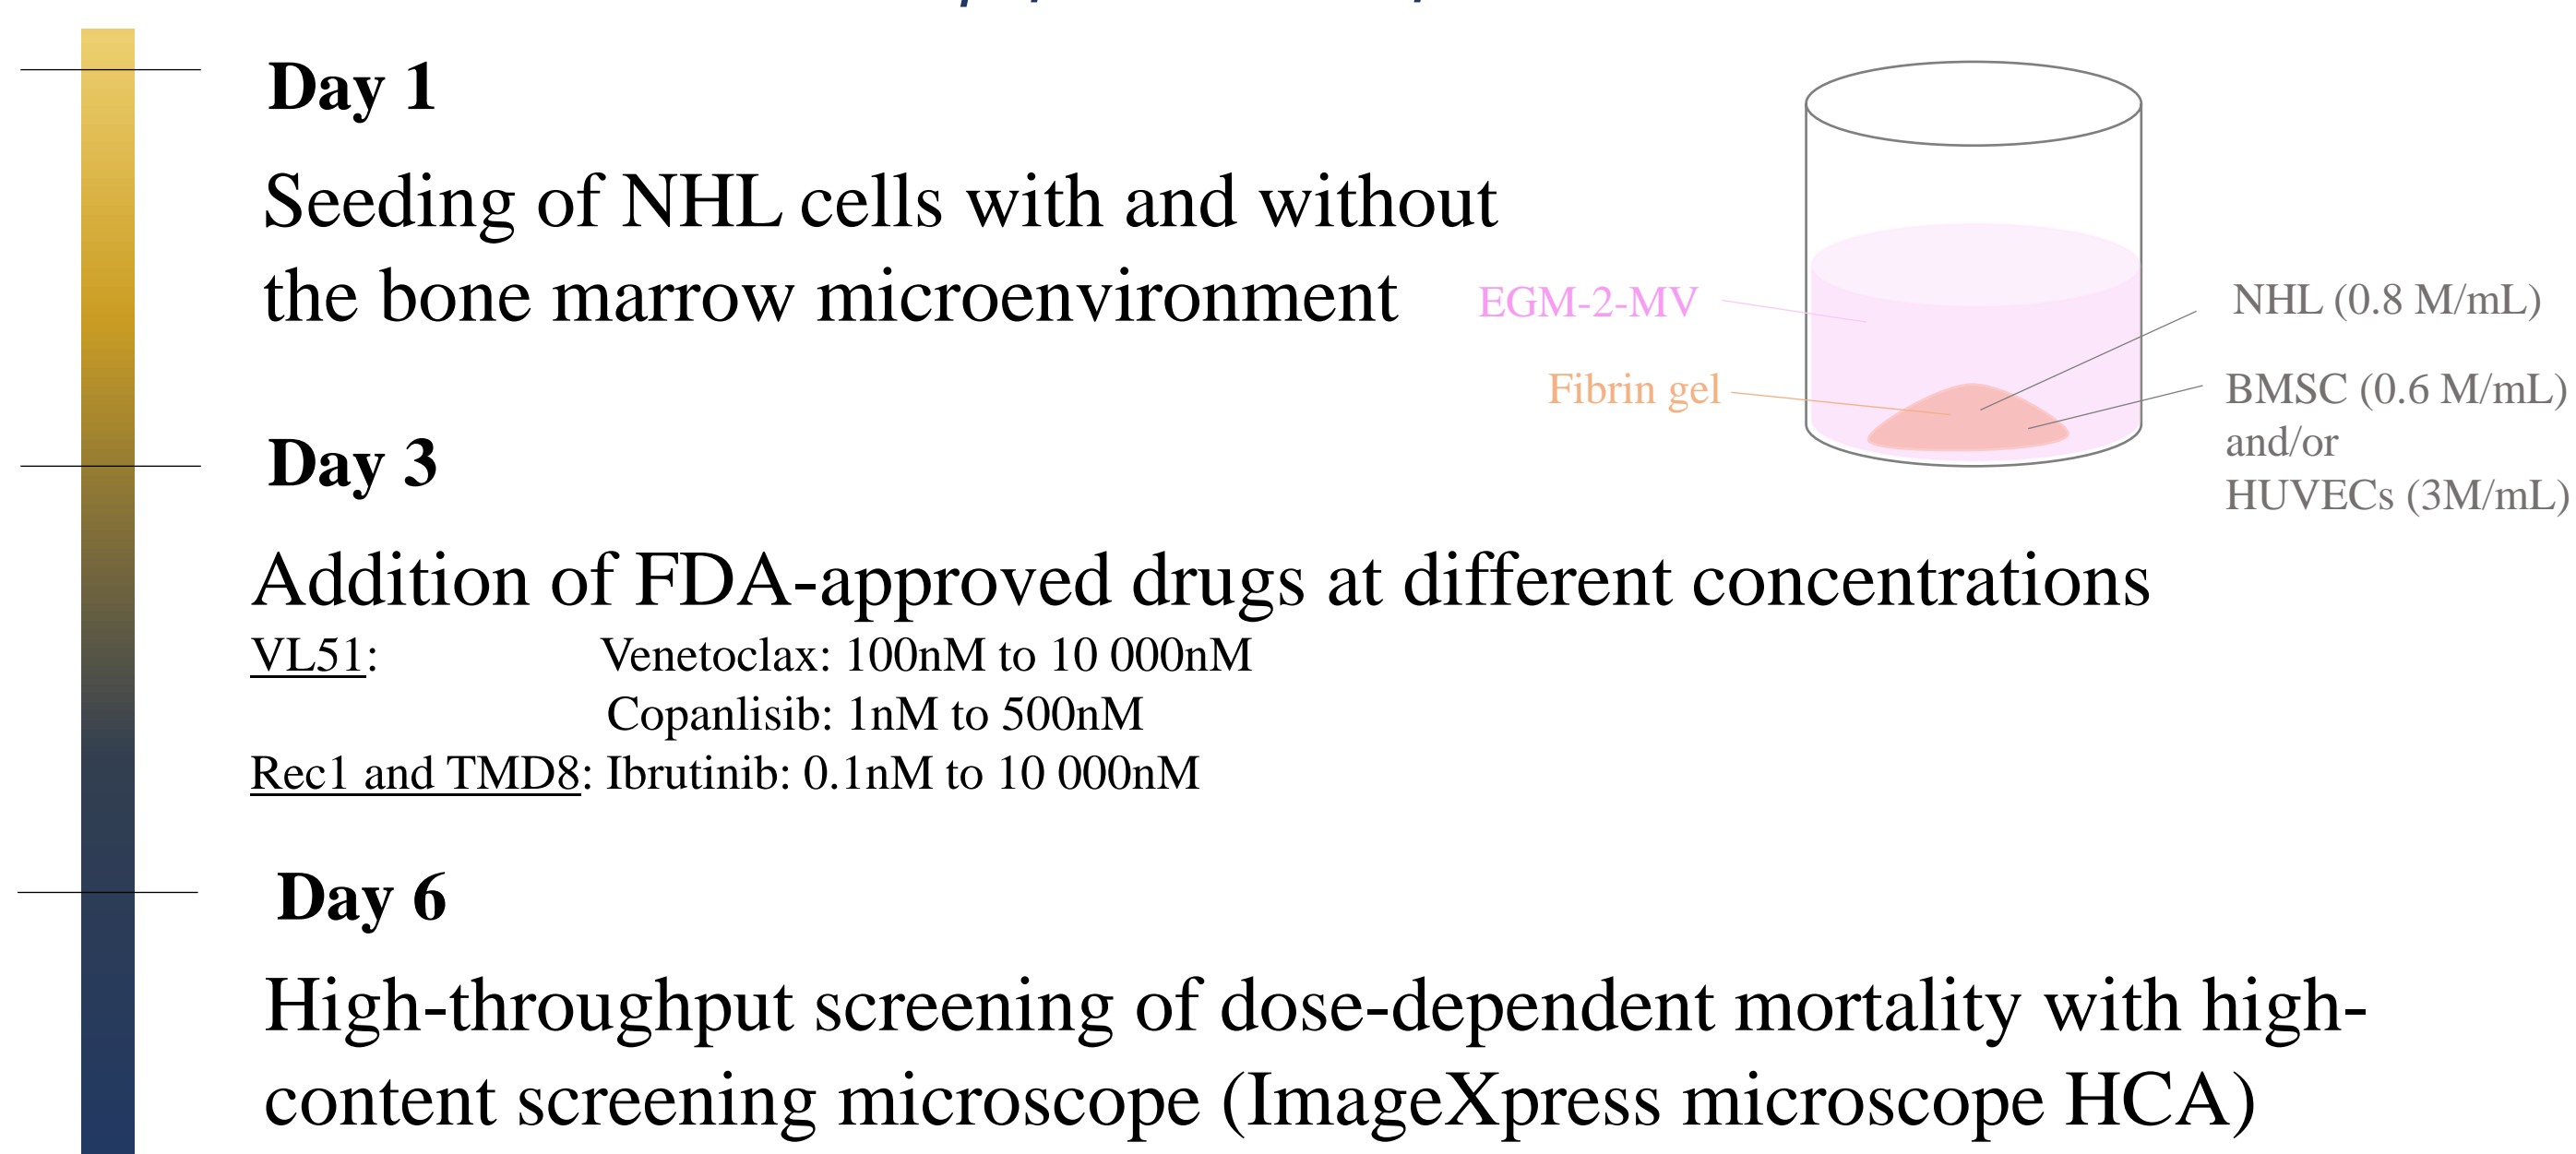 Day 1
Seeding of NHL cells with and without
the bone marrow microenvironment
EGM-2-MV
Fibrin gel
NHL (0.8 M/mL)
BMSC (0.6 M/mL)
and/or
HUVECs (3M/mL)
Day 3
Addition of FDA-approved drugs at different concentrations
VL51: Venetoclax: 100nM to 10 000nM
Copanlisib: 1nM to 500nM
Rec1 and TMD8: Ibrutinib: 0.1nM to 10 000nM
Day 6
High-throughput screening of dose-dependent mortality with high-
content screening microscope (ImageXpress microscope HCA)